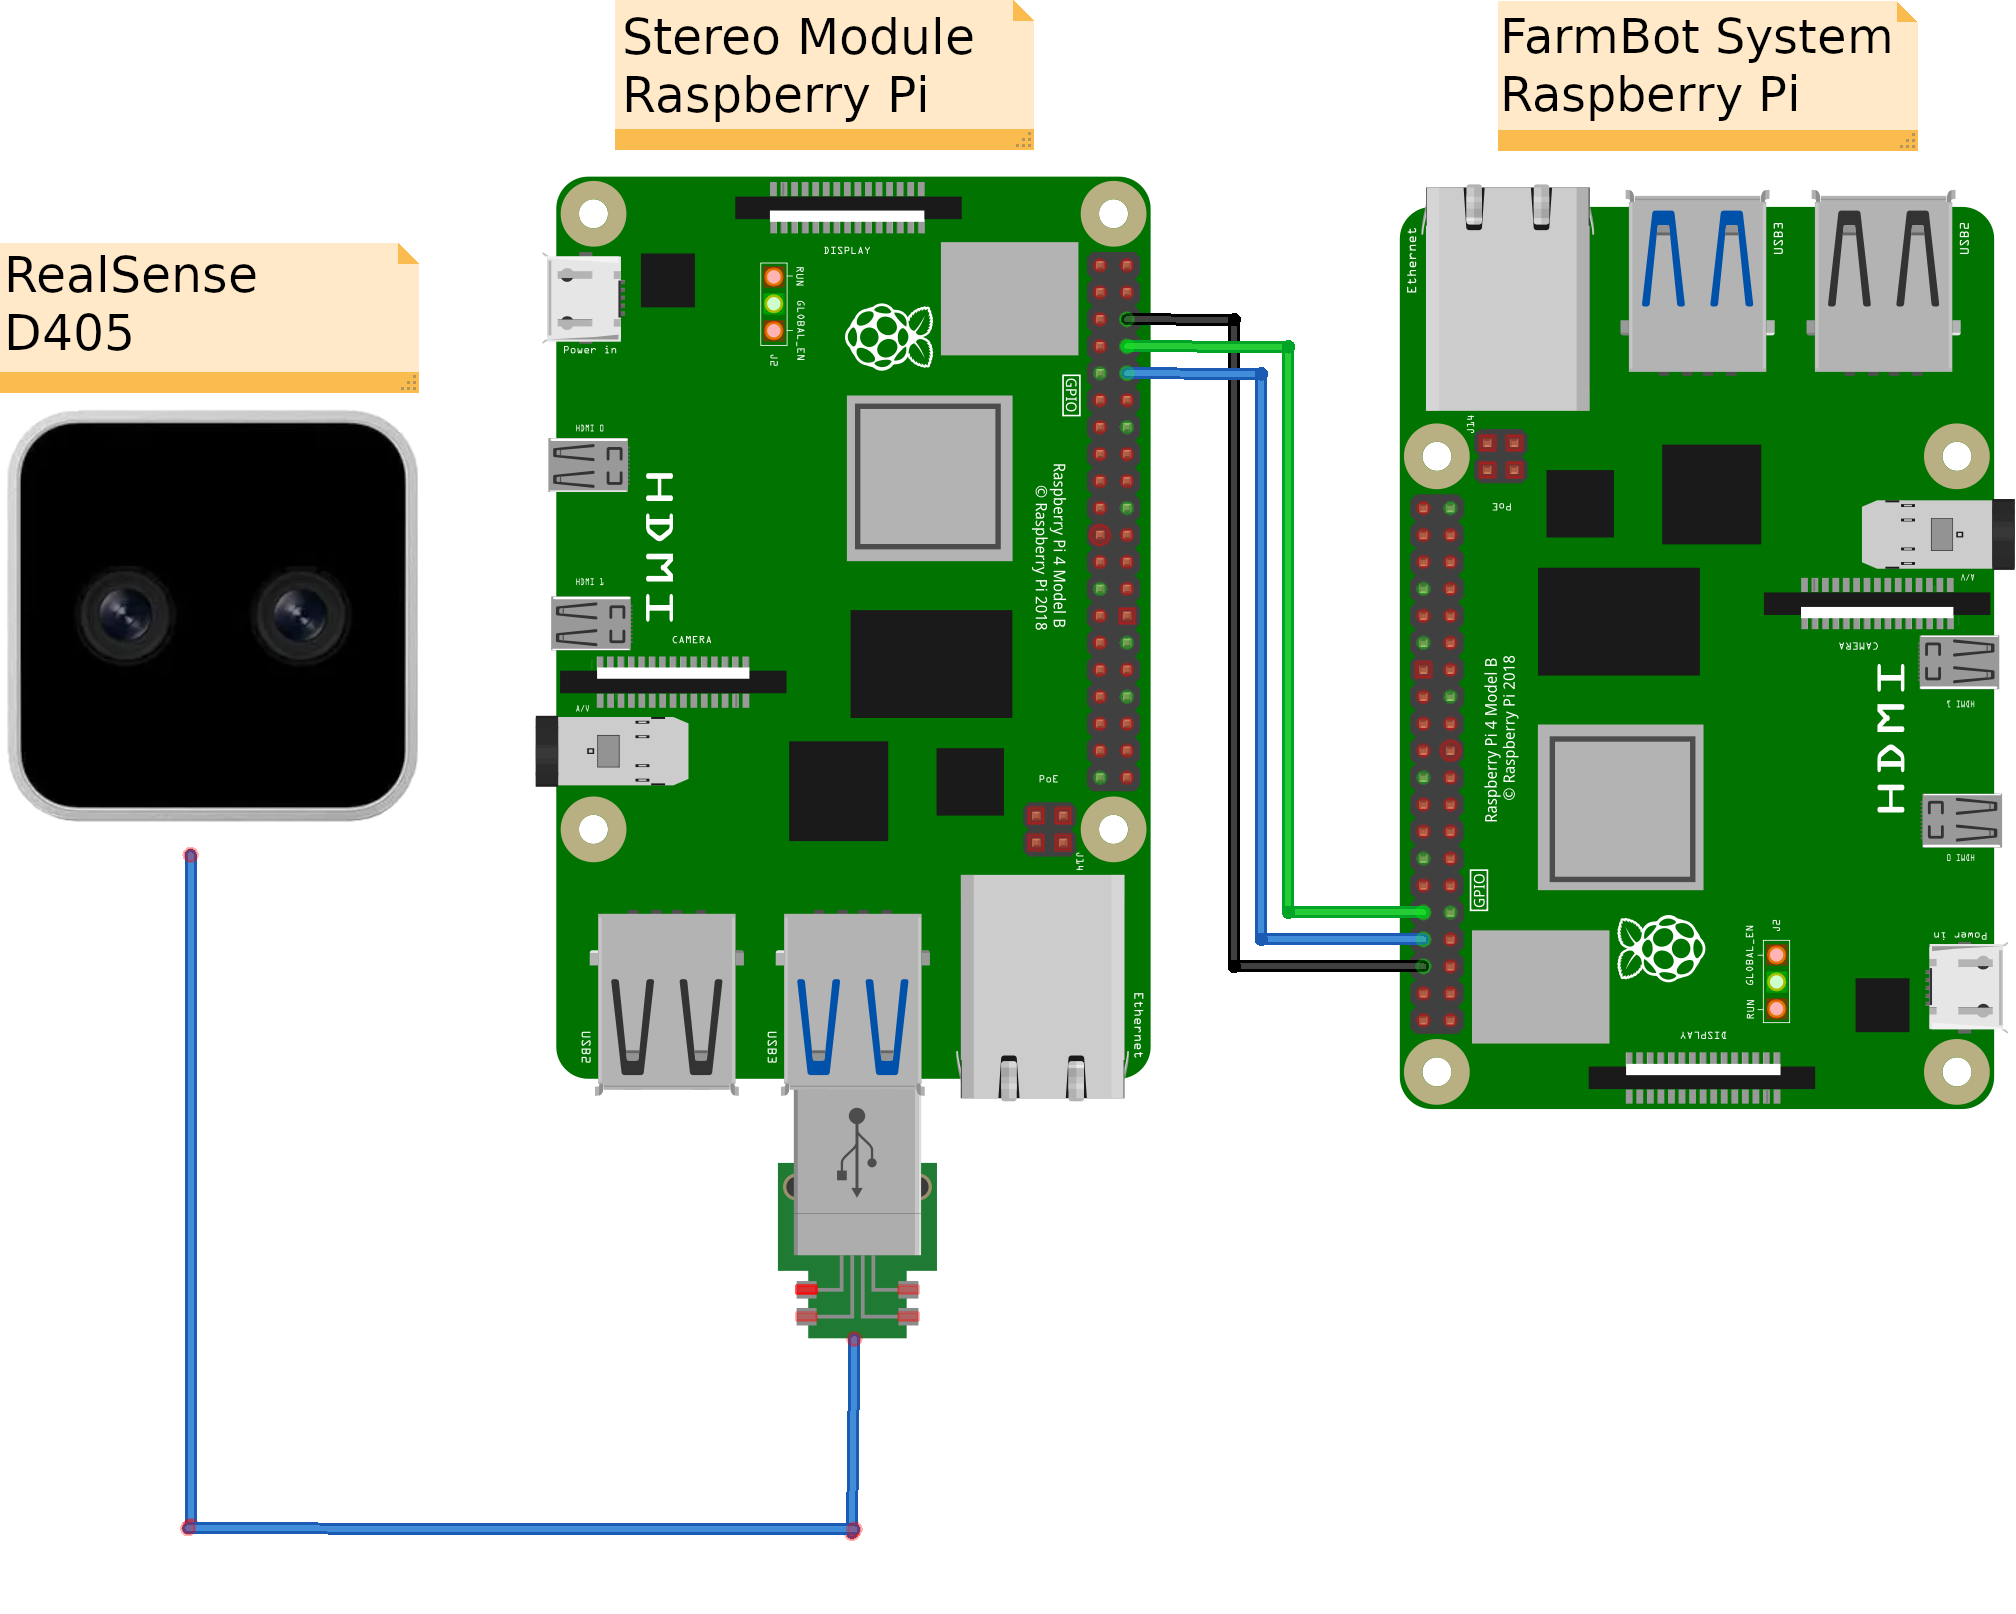 Stereo Module
Raspberry Pi
FarmBot System
Raspberry Pi
RealSense
D405
DISPLAY
RUN
GLOBAL_EN
J2
Power in
GPIO
HDMI 0
HDMI
HDMI 1
Raspberry Pi 4 Model B
© Raspberry Pi 2018
CAMERA
A/V
PoE
J14
USB2
USB3
Ethernet
Ethernet
USB3
USB2
J14
PoE
A/V
CAMERA
HDMI 1
HDMI
HDMI 0
Raspberry Pi 4 Model B
© Raspberry Pi 2018
GPIO
J2
GLOBAL_EN
RUN
Power in
DISPLAY